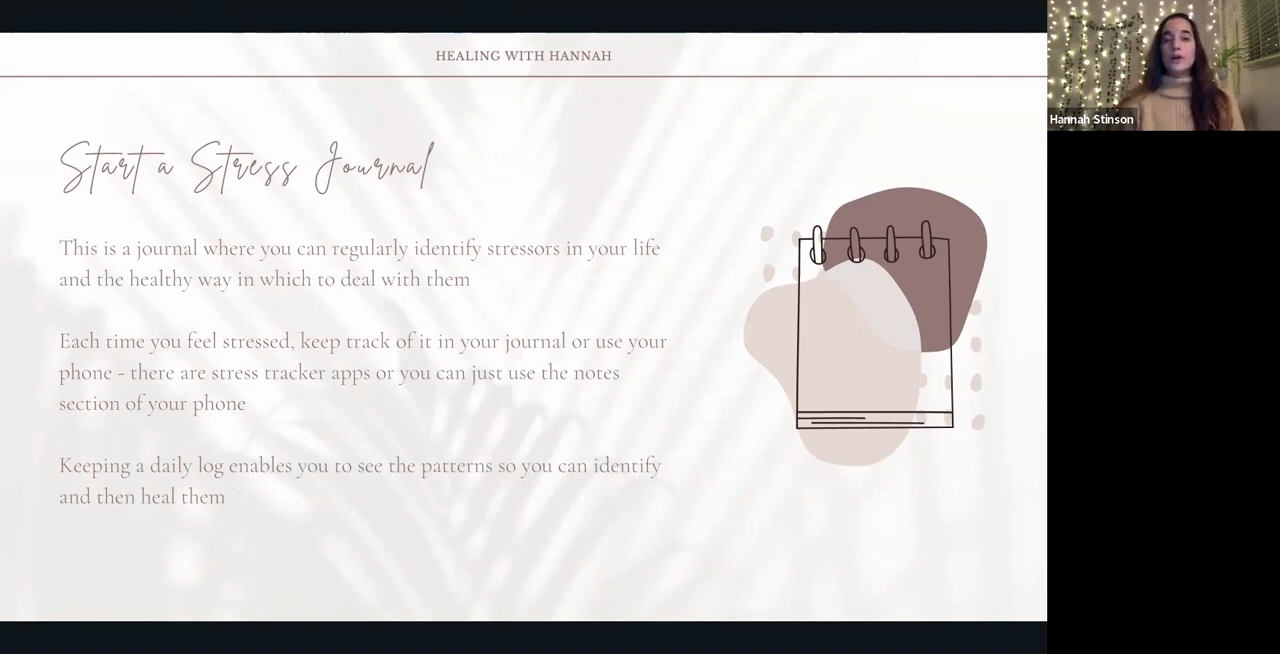 HEALING WITH HANNAH
Hannah Stinson
Start a Stress Journal
This is a journal where you can regularly identify stressors in your life
and the healthy way in which to deal with them
Each time you feel stressed, keep track of it in your journal or use your
phone - there are stress tracker apps or you can just use the notes
section of your phone
Keeping a daily log enables you to see the patterns so you can identify
and then heal them